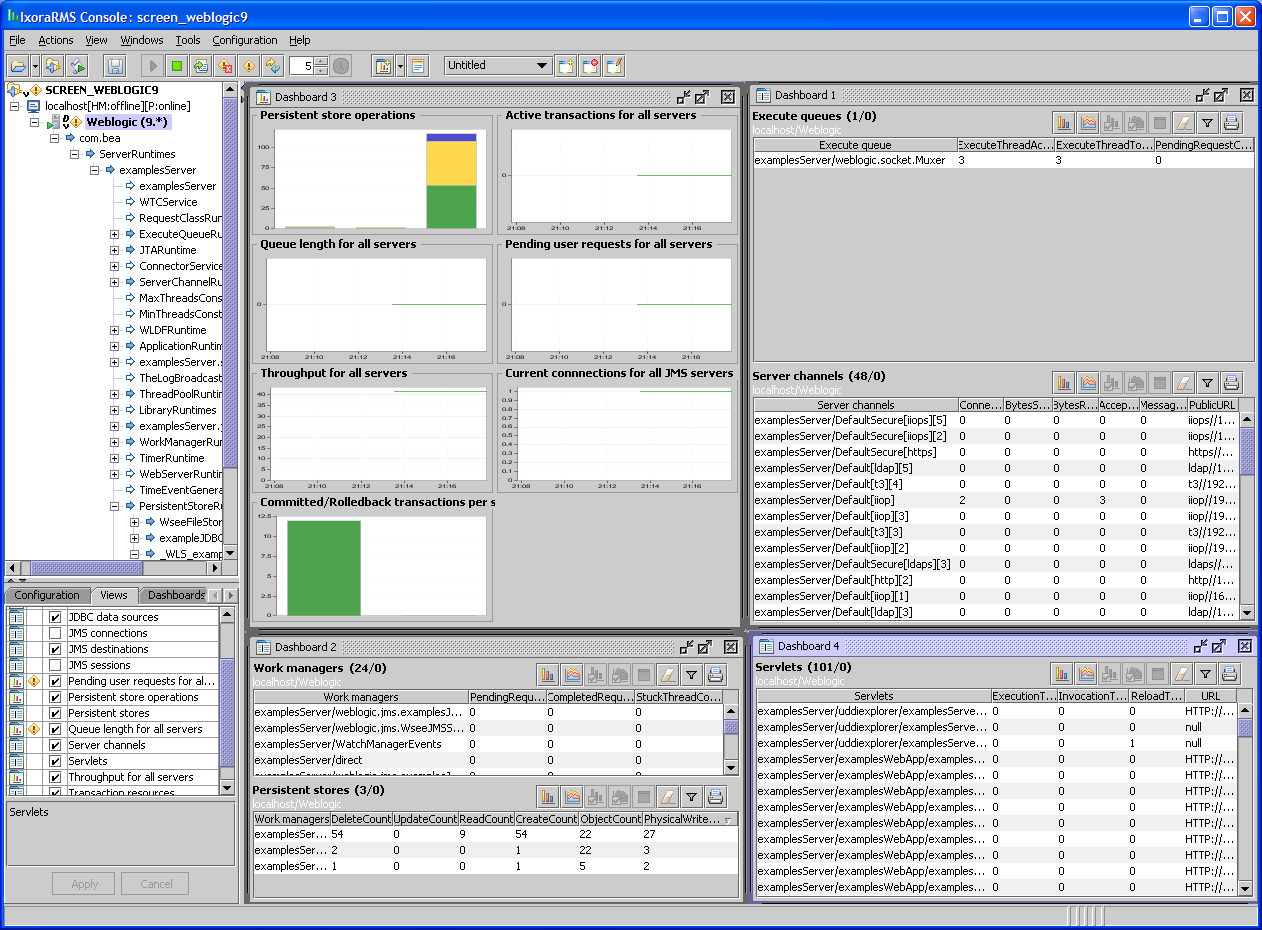 IxoraRMS Console: screen_weblogic9
File Actions View Windows Tools Configuration Help
5 Untitled
SCREEN_WEBLOGIC9
localhost[HM:offline][P:online]
Weblogic (9.*)
com.bea
ServerRuntimes
examplesServer
examplesServer
WTCService
RequestClassRun
ExecuteQueueRu
JTARuntime
ConnectorService
ServerChannelRu
MaxThreadsCons
MinThreadsConst
WLDFRuntime
ApplicationRuntim
examplesServer.s
TheLogBroadcast
ThreadPoolRuntim
LibraryRuntimes
examplesServer.
WorkManagerRur
TimerRuntime
WebServerRuntim
TimeEventGenera
PersistentStoreRu
WseeFileStor
exampleJDBC
_WLS_examp
Configuration Views Dashboards
JDBC data sources
JMS connections
JMS destinations
JMS sessions
Pending user requests for al...
Persistent store operations
Persistent stores
Queue length for all servers
Server channels
Servlets
Throughput for all servers
Transaction resources
Servlets
Apply Cancel
Dashboard 3
Persistent store operations
100
75
50
25
0
Active transactions for all servers
0
21:08 21:10 21:12 21:14 21:16
Queue length for all servers
0
21:08 21:10 21:12 21:14 21:16
Pending user requests for all servers
0
21:08 21:10 21:12 21:14 21:16
Throughput for all servers
40
35
30
25
20
15
10
5
0
21:08 21:10 21:12 21:14 21:16
Current connnections for all JMS servers
1
0.9
0.8
0.7
0.6
0.5
0.4
0.3
0.2
0.1
0
21:08 21:10 21:12 21:14 21:16
Committed/Rolledback transactions per s
12.5
10
7.5
5
2.5
0
Dashboard 1
Execute queues (1/0)
localhost/Weblogic
Execute queue ExecuteThreadAc... ExecuteThreadTo... PendingRequestC...
examplesServer/weblogic.socket.Muxer 3 3 0
Server channels (48/0)
localhost/Weblogic
Server channels Conne... BytesS... BytesR... Accep... Messag... PublicURL
examplesServer/DefaultSecure[iiops][5] 0 0 0 0 0 iiops//1...
examplesServer/DefaultSecure[iiops][2] 0 0 0 0 0 iiops//1...
examplesServer/DefaultSecure[https] 0 0 0 0 0 https//...
examplesServer/Default[ldap][5] 0 0 0 0 0 ldap//1...
examplesServer/Default[t3][4] 0 0 0 0 0 t3//192...
examplesServer/Default[iiop] 2 0 0 3 0 iiop//19...
examplesServer/Default[iiop][3] 0 0 0 0 0 iiop//19...
examplesServer/Default[t3][3] 0 0 0 0 0 t3//192...
examplesServer/Default[iiop][2] 0 0 0 0 0 iiop//19...
examplesServer/DefaultSecure[ldaps][3] 0 0 0 0 0 ldaps//...
examplesServer/Default[http][2] 0 0 0 0 0 http//1...
examplesServer/Default[iiop][1] 0 0 0 0 0 iiop//16...
examplesServer/Default[ldap][3] 0 0 0 0 0 ldap//1...
Dashboard 2
Work managers (24/0)
localhost/Weblogic
Work managers PendingRequ... CompletedRequ... StuckThreadCo...
examplesServer/weblogic.jms.examplesJ... 0 0 0
examplesServer/weblogic.jms.WseeJMSS... 0 0 0
examplesServer/WatchManagerEvents 0 0 0
examplesServer/direct 0 0 0
examplesServer/weblogic.jms.examplesJ... 0 0 0
Persistent stores (3/0)
localhost/Weblogic
Work managers DeleteCount UpdateCount ReadCount CreateCount ObjectCount PhysicalWrite...
examplesSer... 54 0 9 54 22 27
examplesSer... 2 0 0 1 22 3
examplesSer... 1 0 0 1 5 2
Dashboard 4
Servlets (101/0)
localhost/Weblogic
Servlets ExecutionT... InvocationT... ReloadT... URL
examplesServer/uddiexplorer/examplesServe... 0 0 0 HTTP://...
examplesServer/uddiexplorer/examplesServe... 0 0 0 null
examplesServer/uddiexplorer/examplesServe... 0 0 1 null
examplesServer/examplesWebApp/examples... 0 0 0 HTTP://...
examplesServer/examplesWebApp/examples... 0 0 0 HTTP://...
examplesServer/examplesWebApp/examples... 0 0 0 HTTP://...
examplesServer/examplesWebApp/examples... 0 0 0 HTTP://...
examplesServer/examplesWebApp/examples... 0 0 0 HTTP://...
examplesServer/examplesWebApp/examples... 0 0 0 HTTP://...
examplesServer/examplesWebApp/examples... 0 0 0 HTTP://...
examplesServer/examplesWebApp/examples... 0 0 0 HTTP://...
examplesServer/examplesWebApp/examples... 0 0 0 HTTP://...